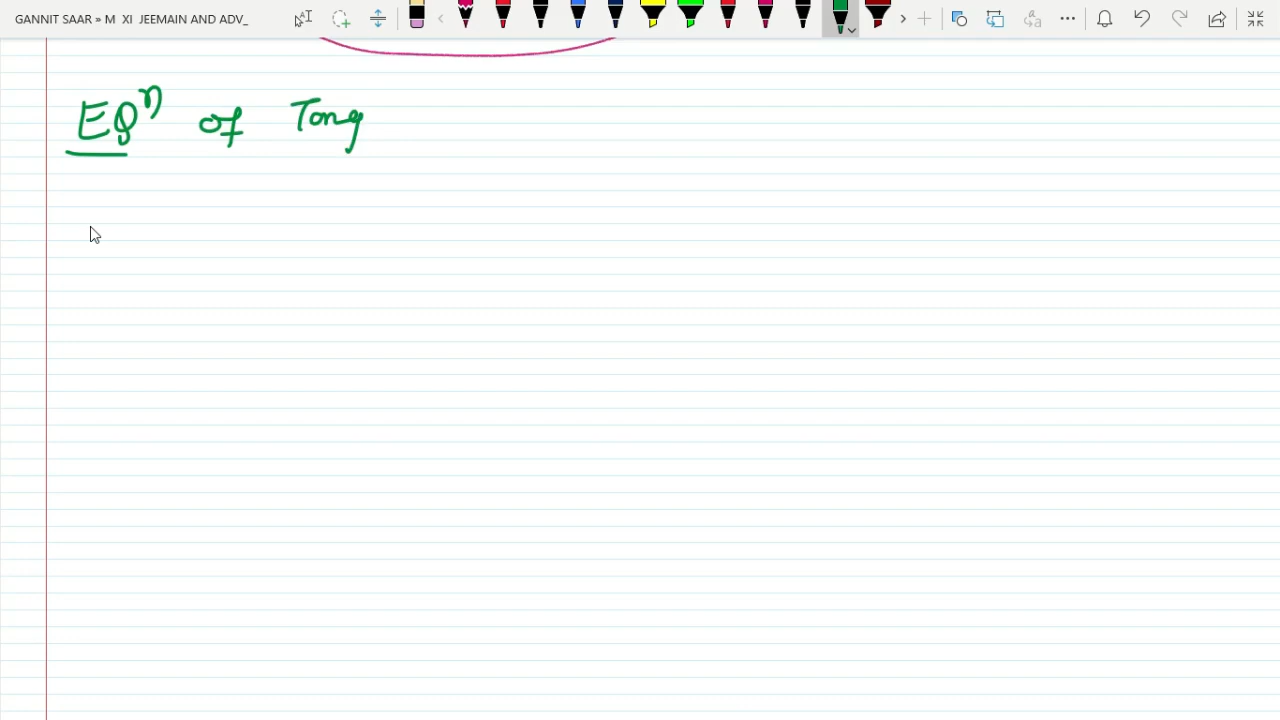 GANNIT SAAR » M XI JEEMAIN AND ADV_
EQⁿ of Tang